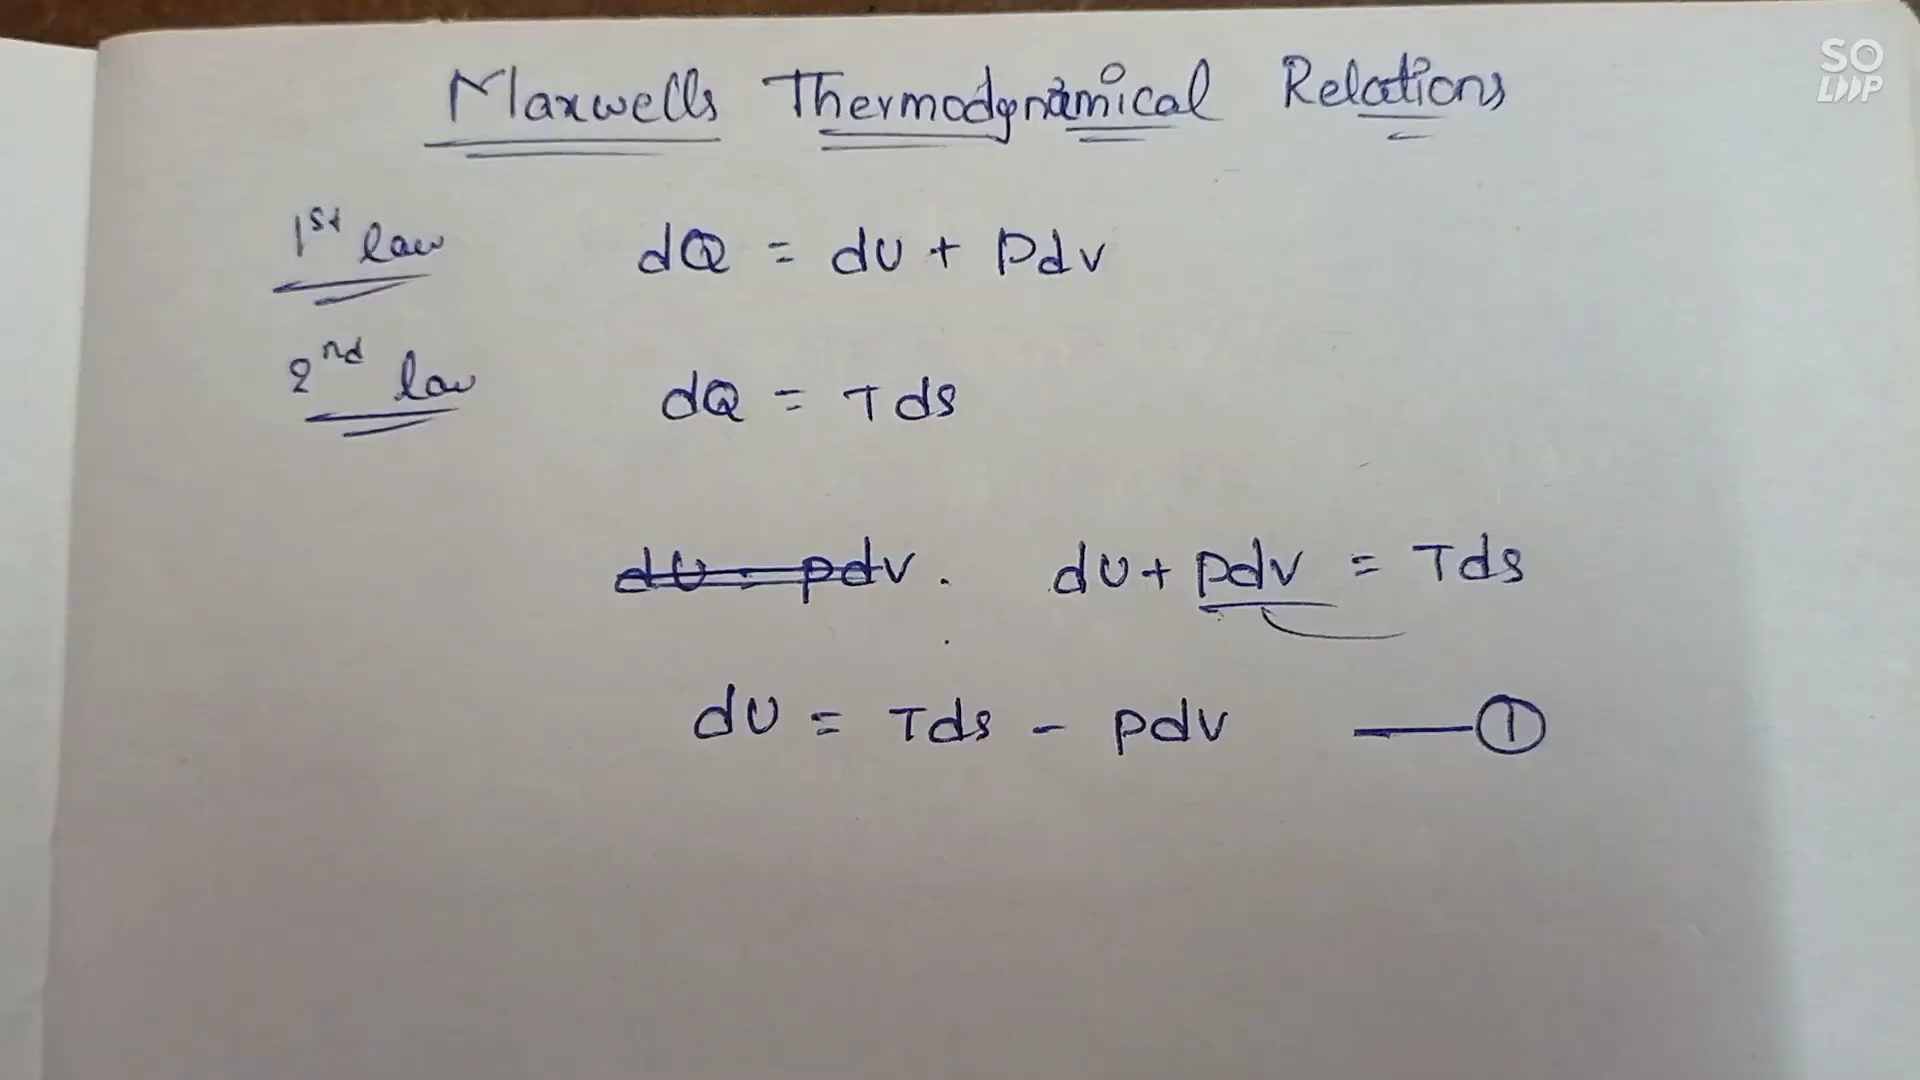 Maxwells Thermodynamical Relations
1st law dQ = dU + Pdv
2nd law dQ = Tds
dU = pdv. dU + pdv = Tds
dU = Tds - pdv —①
SO
LOOP